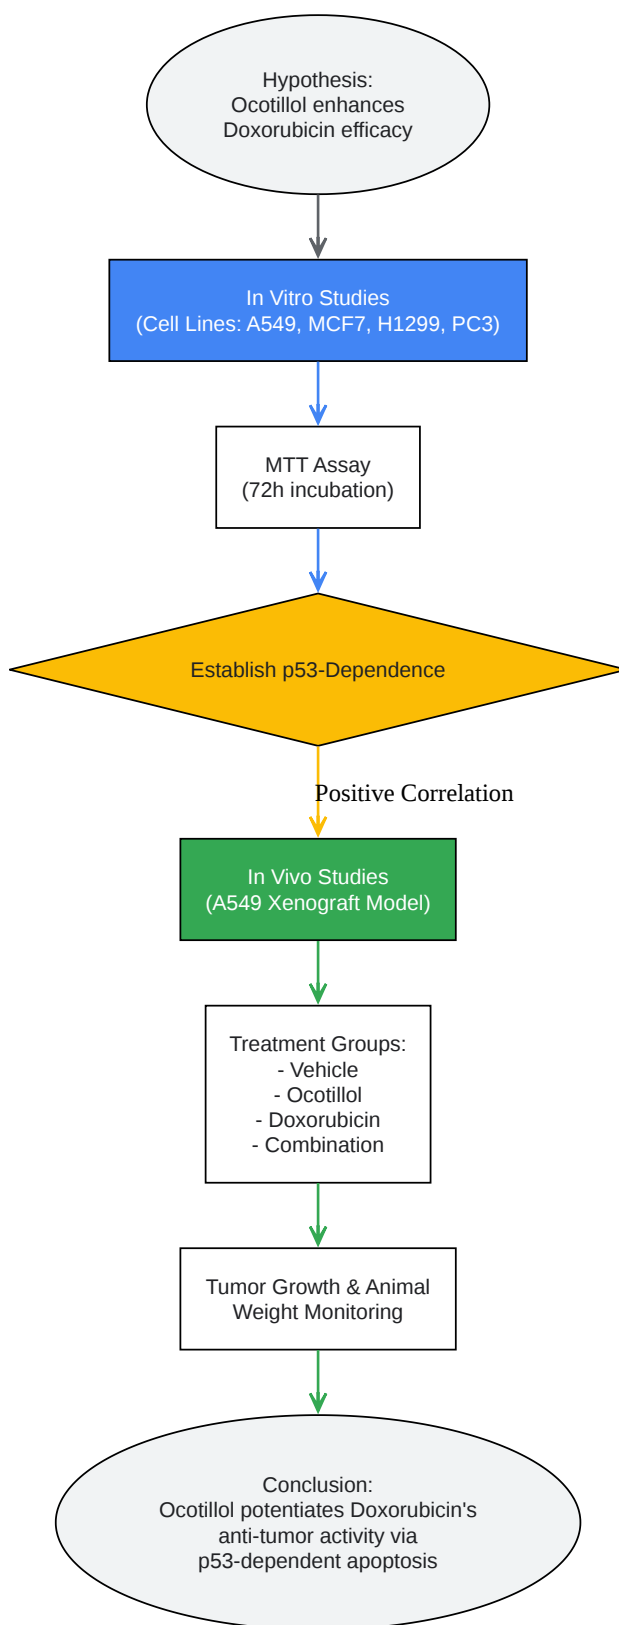 Hypothesis:
Ocotillol enhances
Doxorubicin efficacy
In Vitro Studies
(Cell Lines: A549, MCF7, H1299, PC3)
MTT Assay
(72h incubation)
Establish p53-Dependence
Positive Correlation
In Vivo Studies
(A549 Xenograft Model)
Treatment Groups:
- Vehicle
- Ocotillol
- Doxorubicin
- Combination
Tumor Growth & Animal
Weight Monitoring
Conclusion:
Ocotillol potentiates Doxorubicin's
anti-tumor activity via
p53-dependent apoptosis